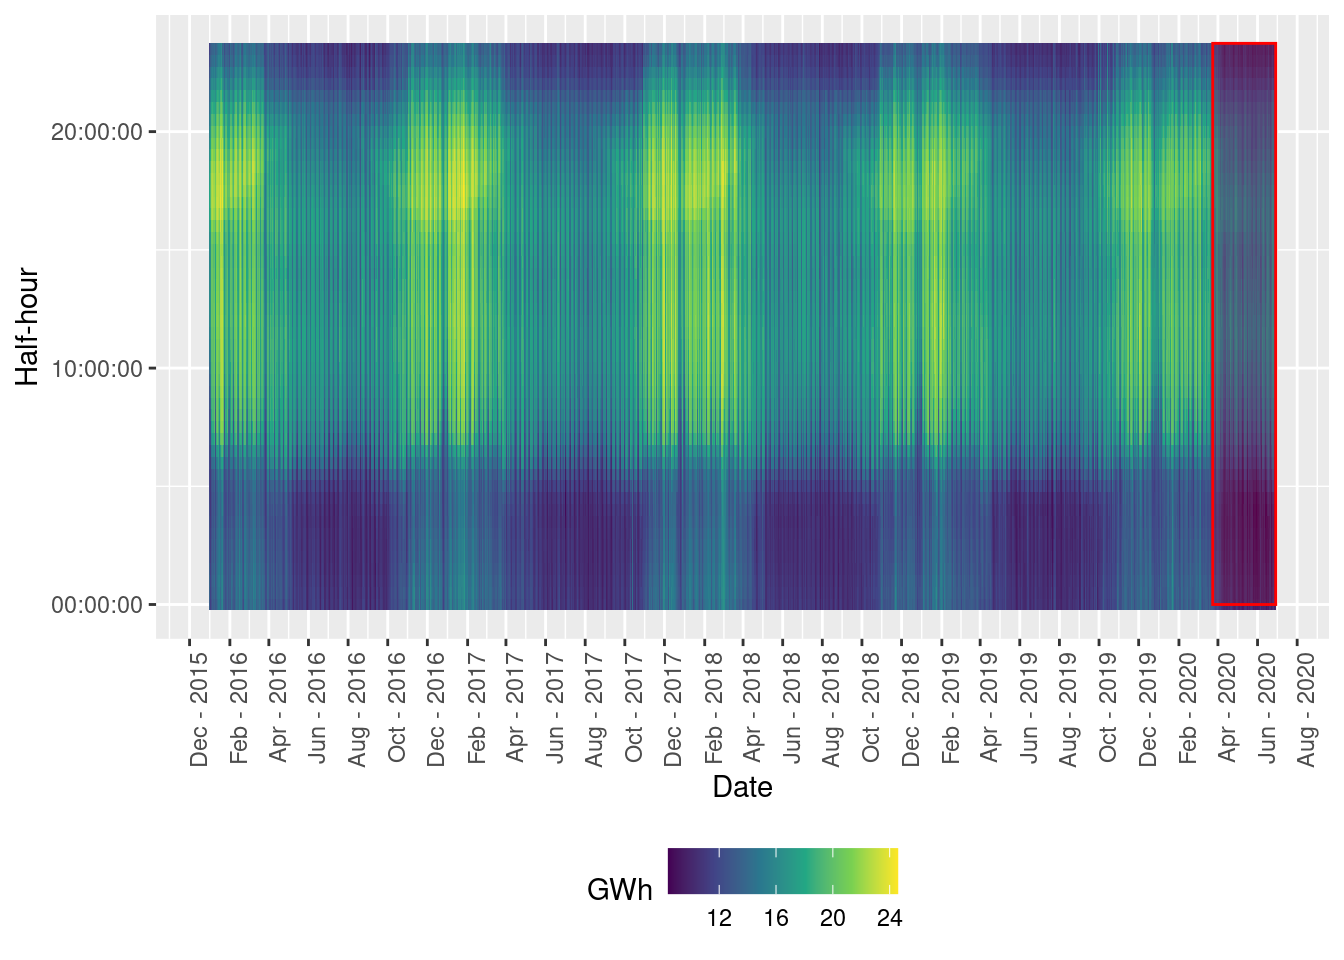 20:00:00
10:00:00
00:00:00
Half-hour
Dec - 2015
Feb - 2016
Apr - 2016
Jun - 2016
Aug - 2016
Oct - 2016
Dec - 2016
Feb - 2017
Apr - 2017
Jun - 2017
Aug - 2017
Oct - 2017
Dec - 2017
Feb - 2018
Apr - 2018
Jun - 2018
Aug - 2018
Oct - 2018
Dec - 2018
Feb - 2019
Apr - 2019
Jun - 2019
Aug - 2019
Oct - 2019
Dec - 2019
Feb - 2020
Apr - 2020
Jun - 2020
Aug - 2020
Date
GWh
12 16 20 24